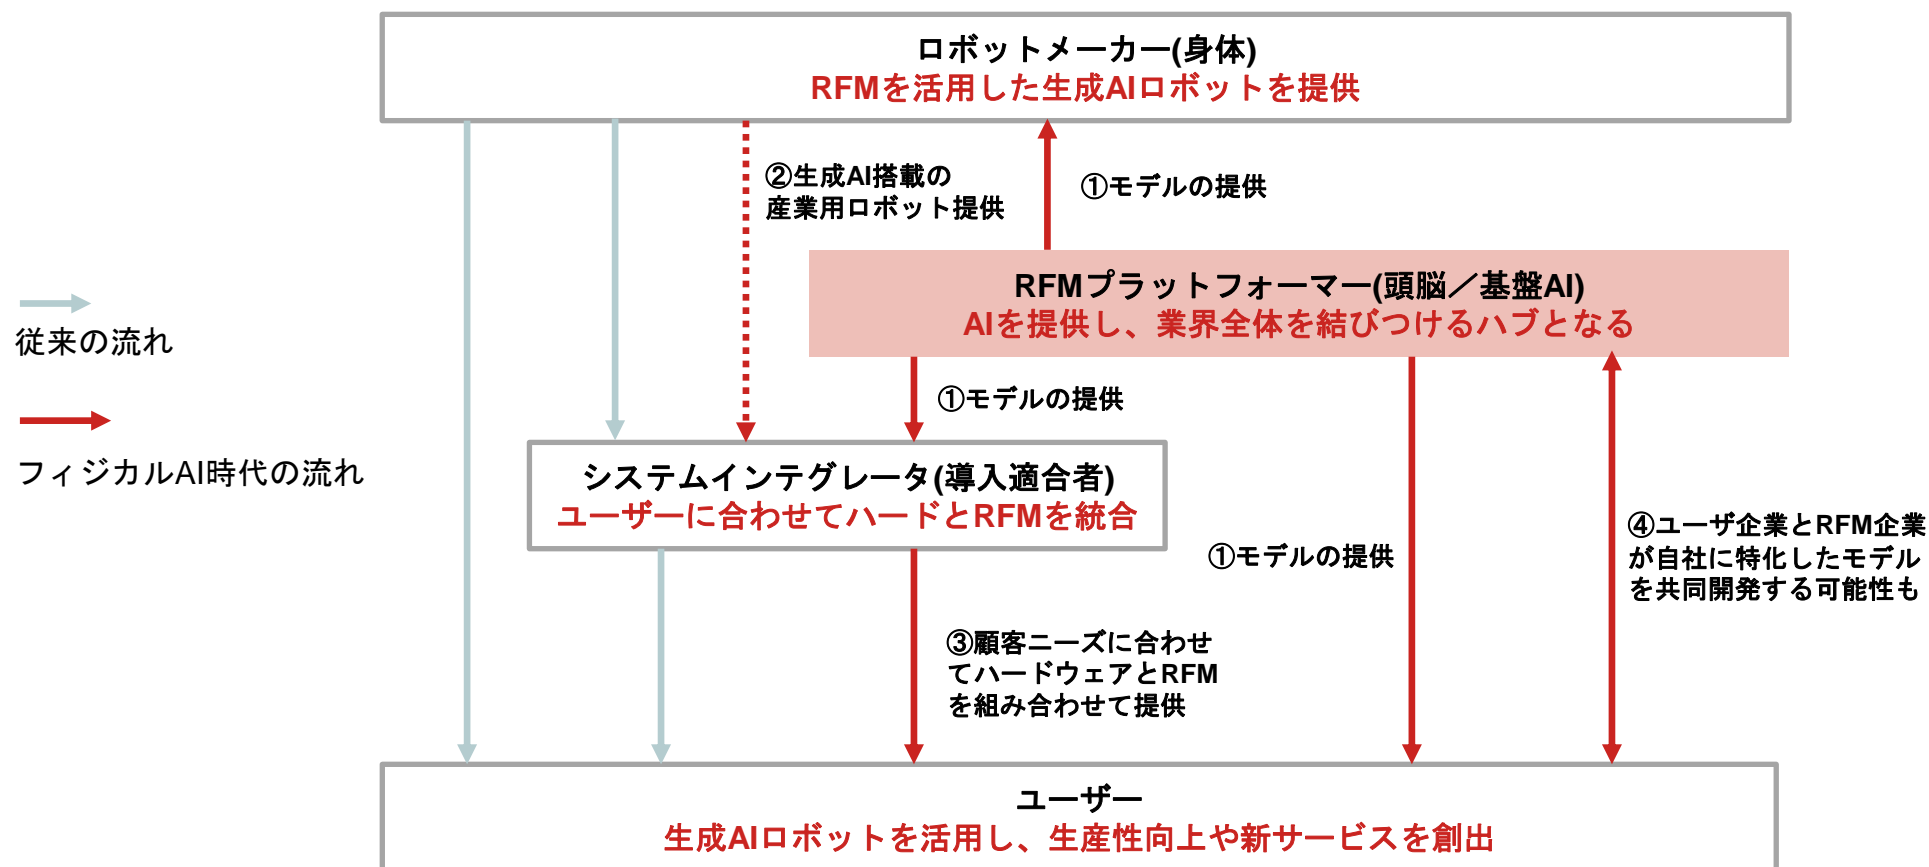 ロボットメーカー(身体)
RFMを活用した生成AIロボットを提供
②生成AI搭載の
産業用ロボット提供
①モデルの提供
RFMプラットフォーマー(頭脳／基盤AI)
AIを提供し、業界全体を結びつけるハブとなる
従来の流れ
①モデルの提供
フィジカルAI時代の流れ
システムインテグレータ(導入適合者)
ユーザーに合わせてハードとRFMを統合
①モデルの提供
④ユーザ企業とRFM企業
が自社に特化したモデル
を共同開発する可能性も
③顧客ニーズに合わせ
てハードウェアとRFM
を組み合わせて提供
ユーザー
生成AIロボットを活用し、生産性向上や新サービスを創出